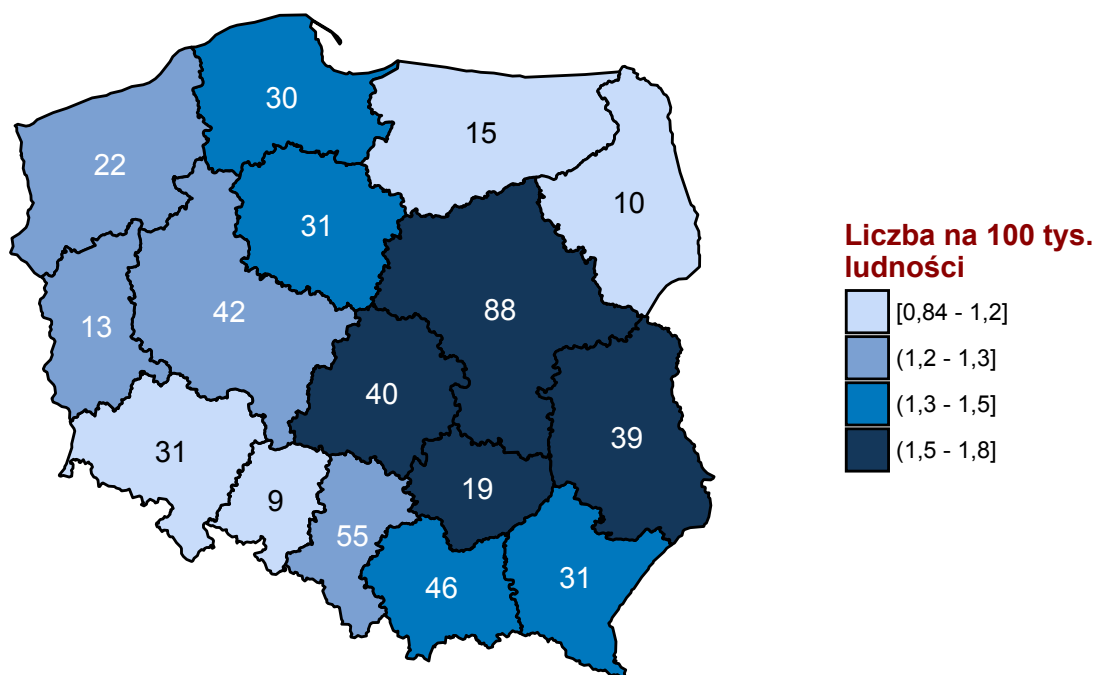 30
15
22
10
31
88
42
13
40
39
31
19
9
55
46
31
Liczba na 100 tys.
ludności
[0,84 - 1,2]
(1,2 - 1,3]
(1,3 - 1,5]
(1,5 - 1,8]